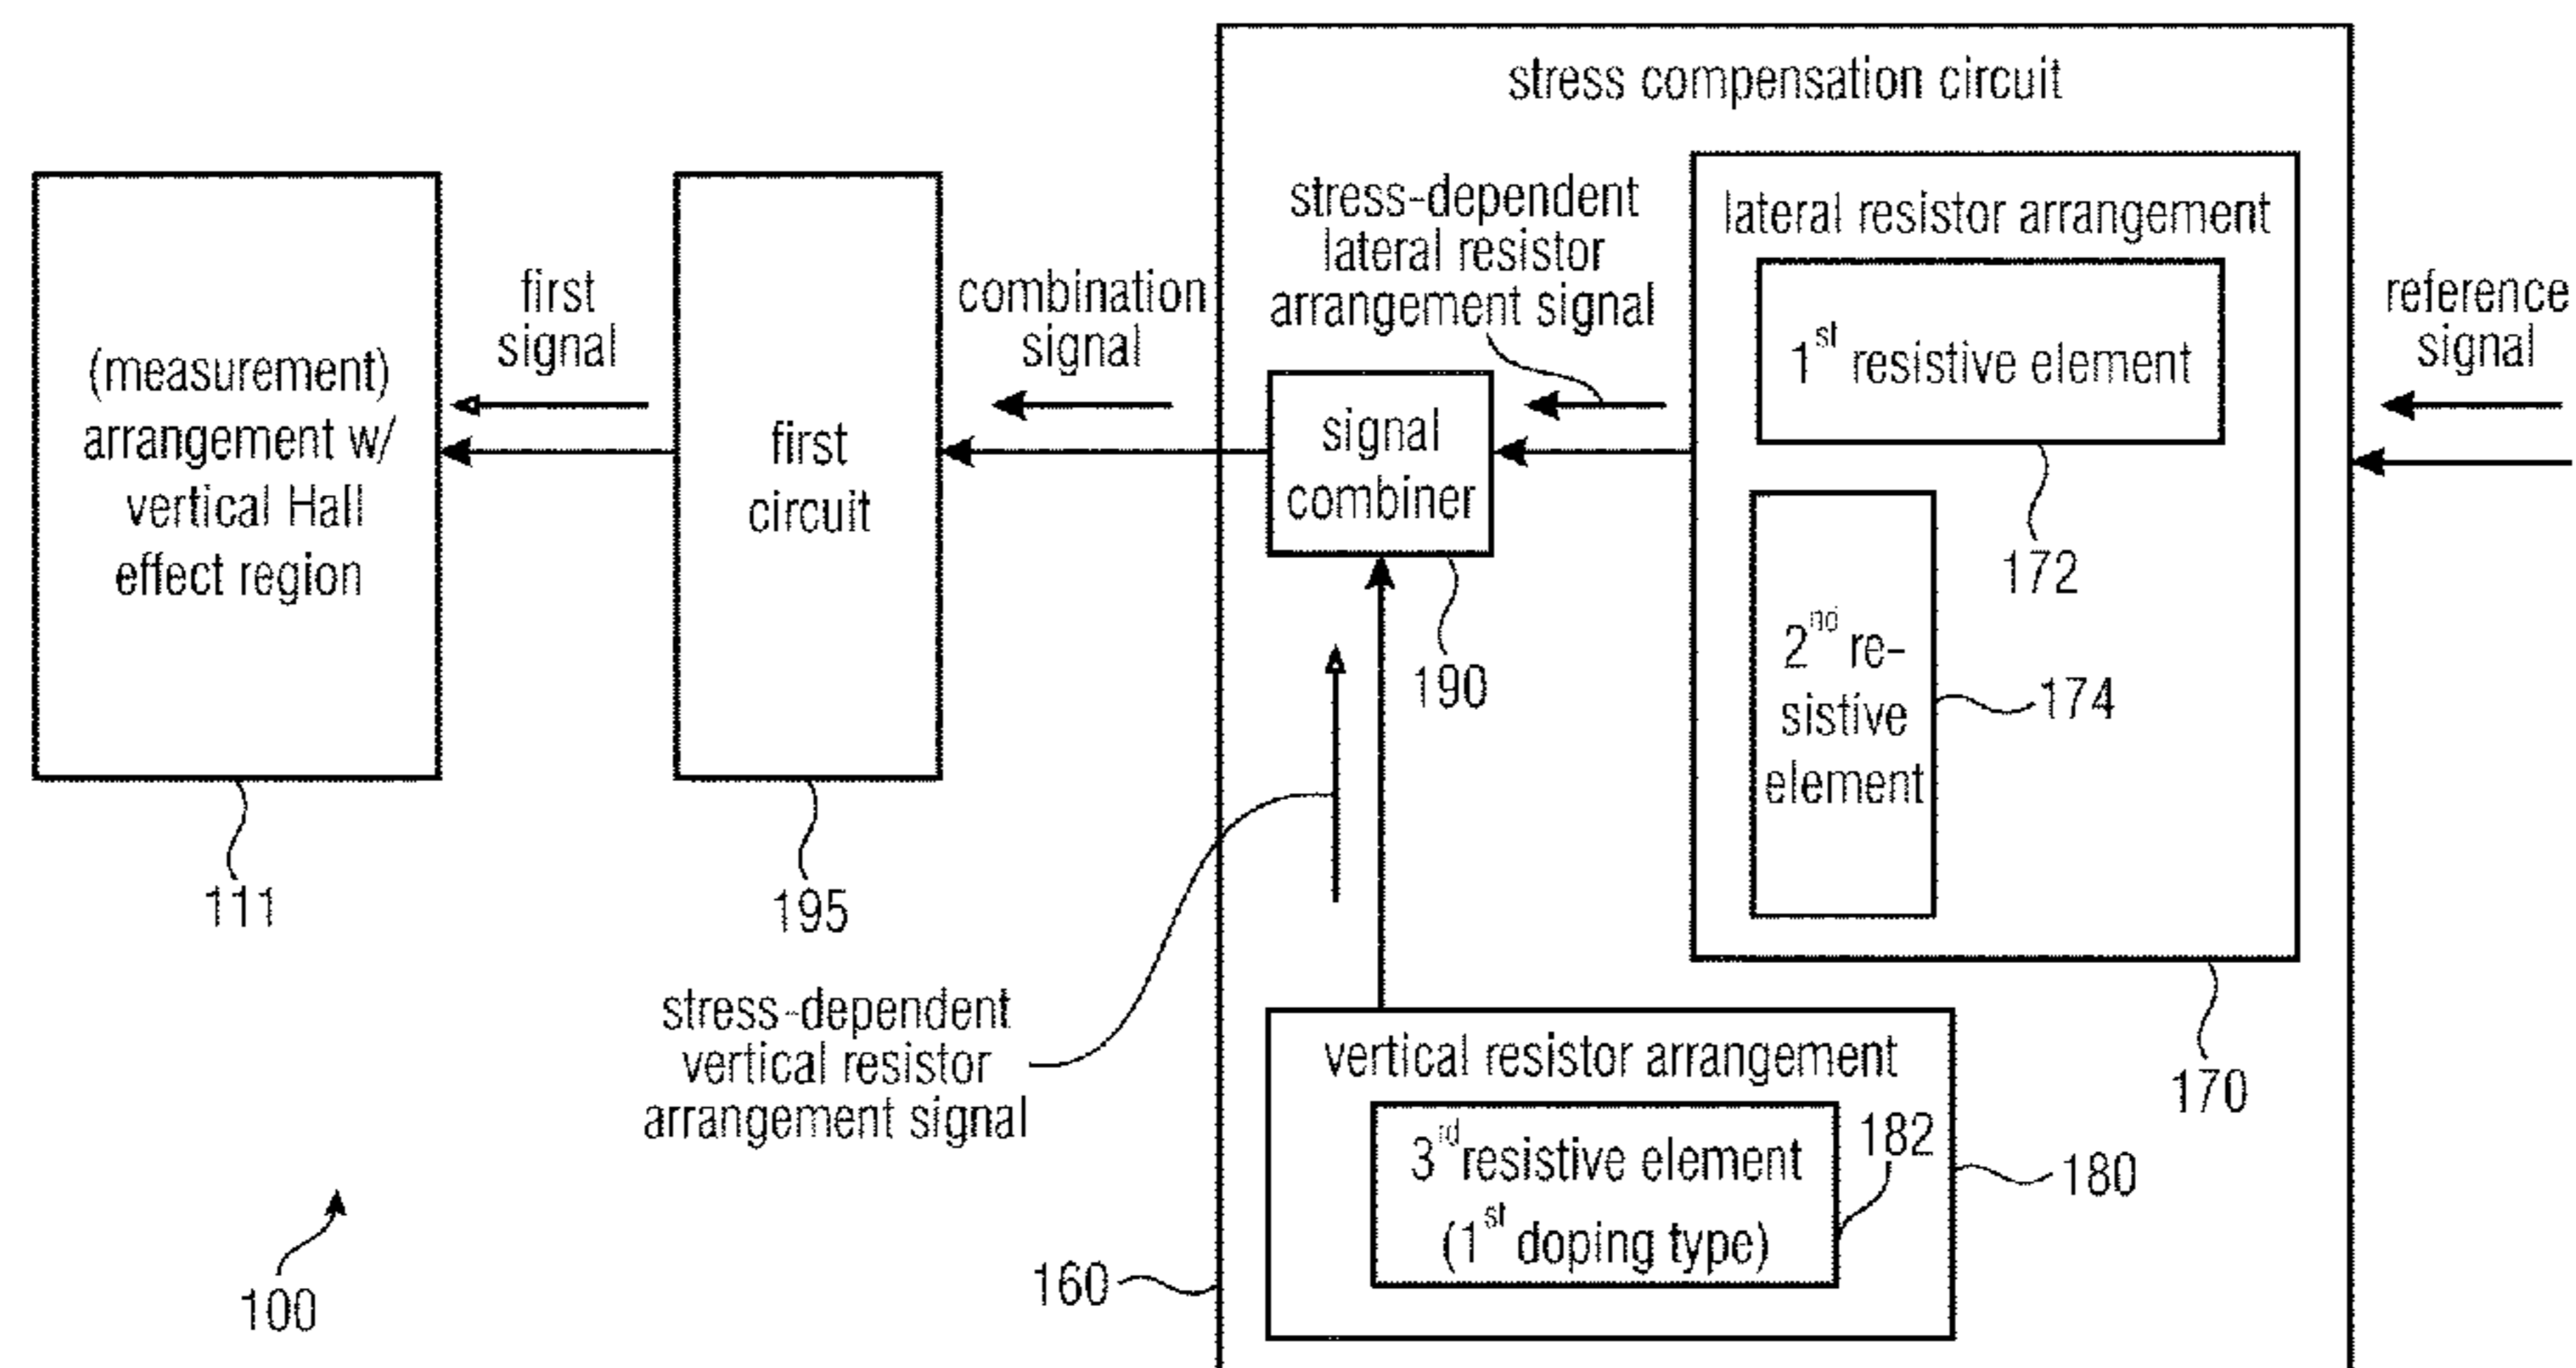 stress compensation circuit
stress-dependent
lateral resistor
arrangement signal
lateral resistor arrangement
1st resistive element
172
2nd re-
sistive
element
174
170
reference
signal
(measurement)
arrangement w/
vertical Hall
effect region
111
first
signal
first
circuit
195
combination
signal
signal
combiner
190
stress-dependent
vertical resistor
arrangement signal
vertical resistor arrangement
3rd resistive element
(1st doping type)
182
180
160
100